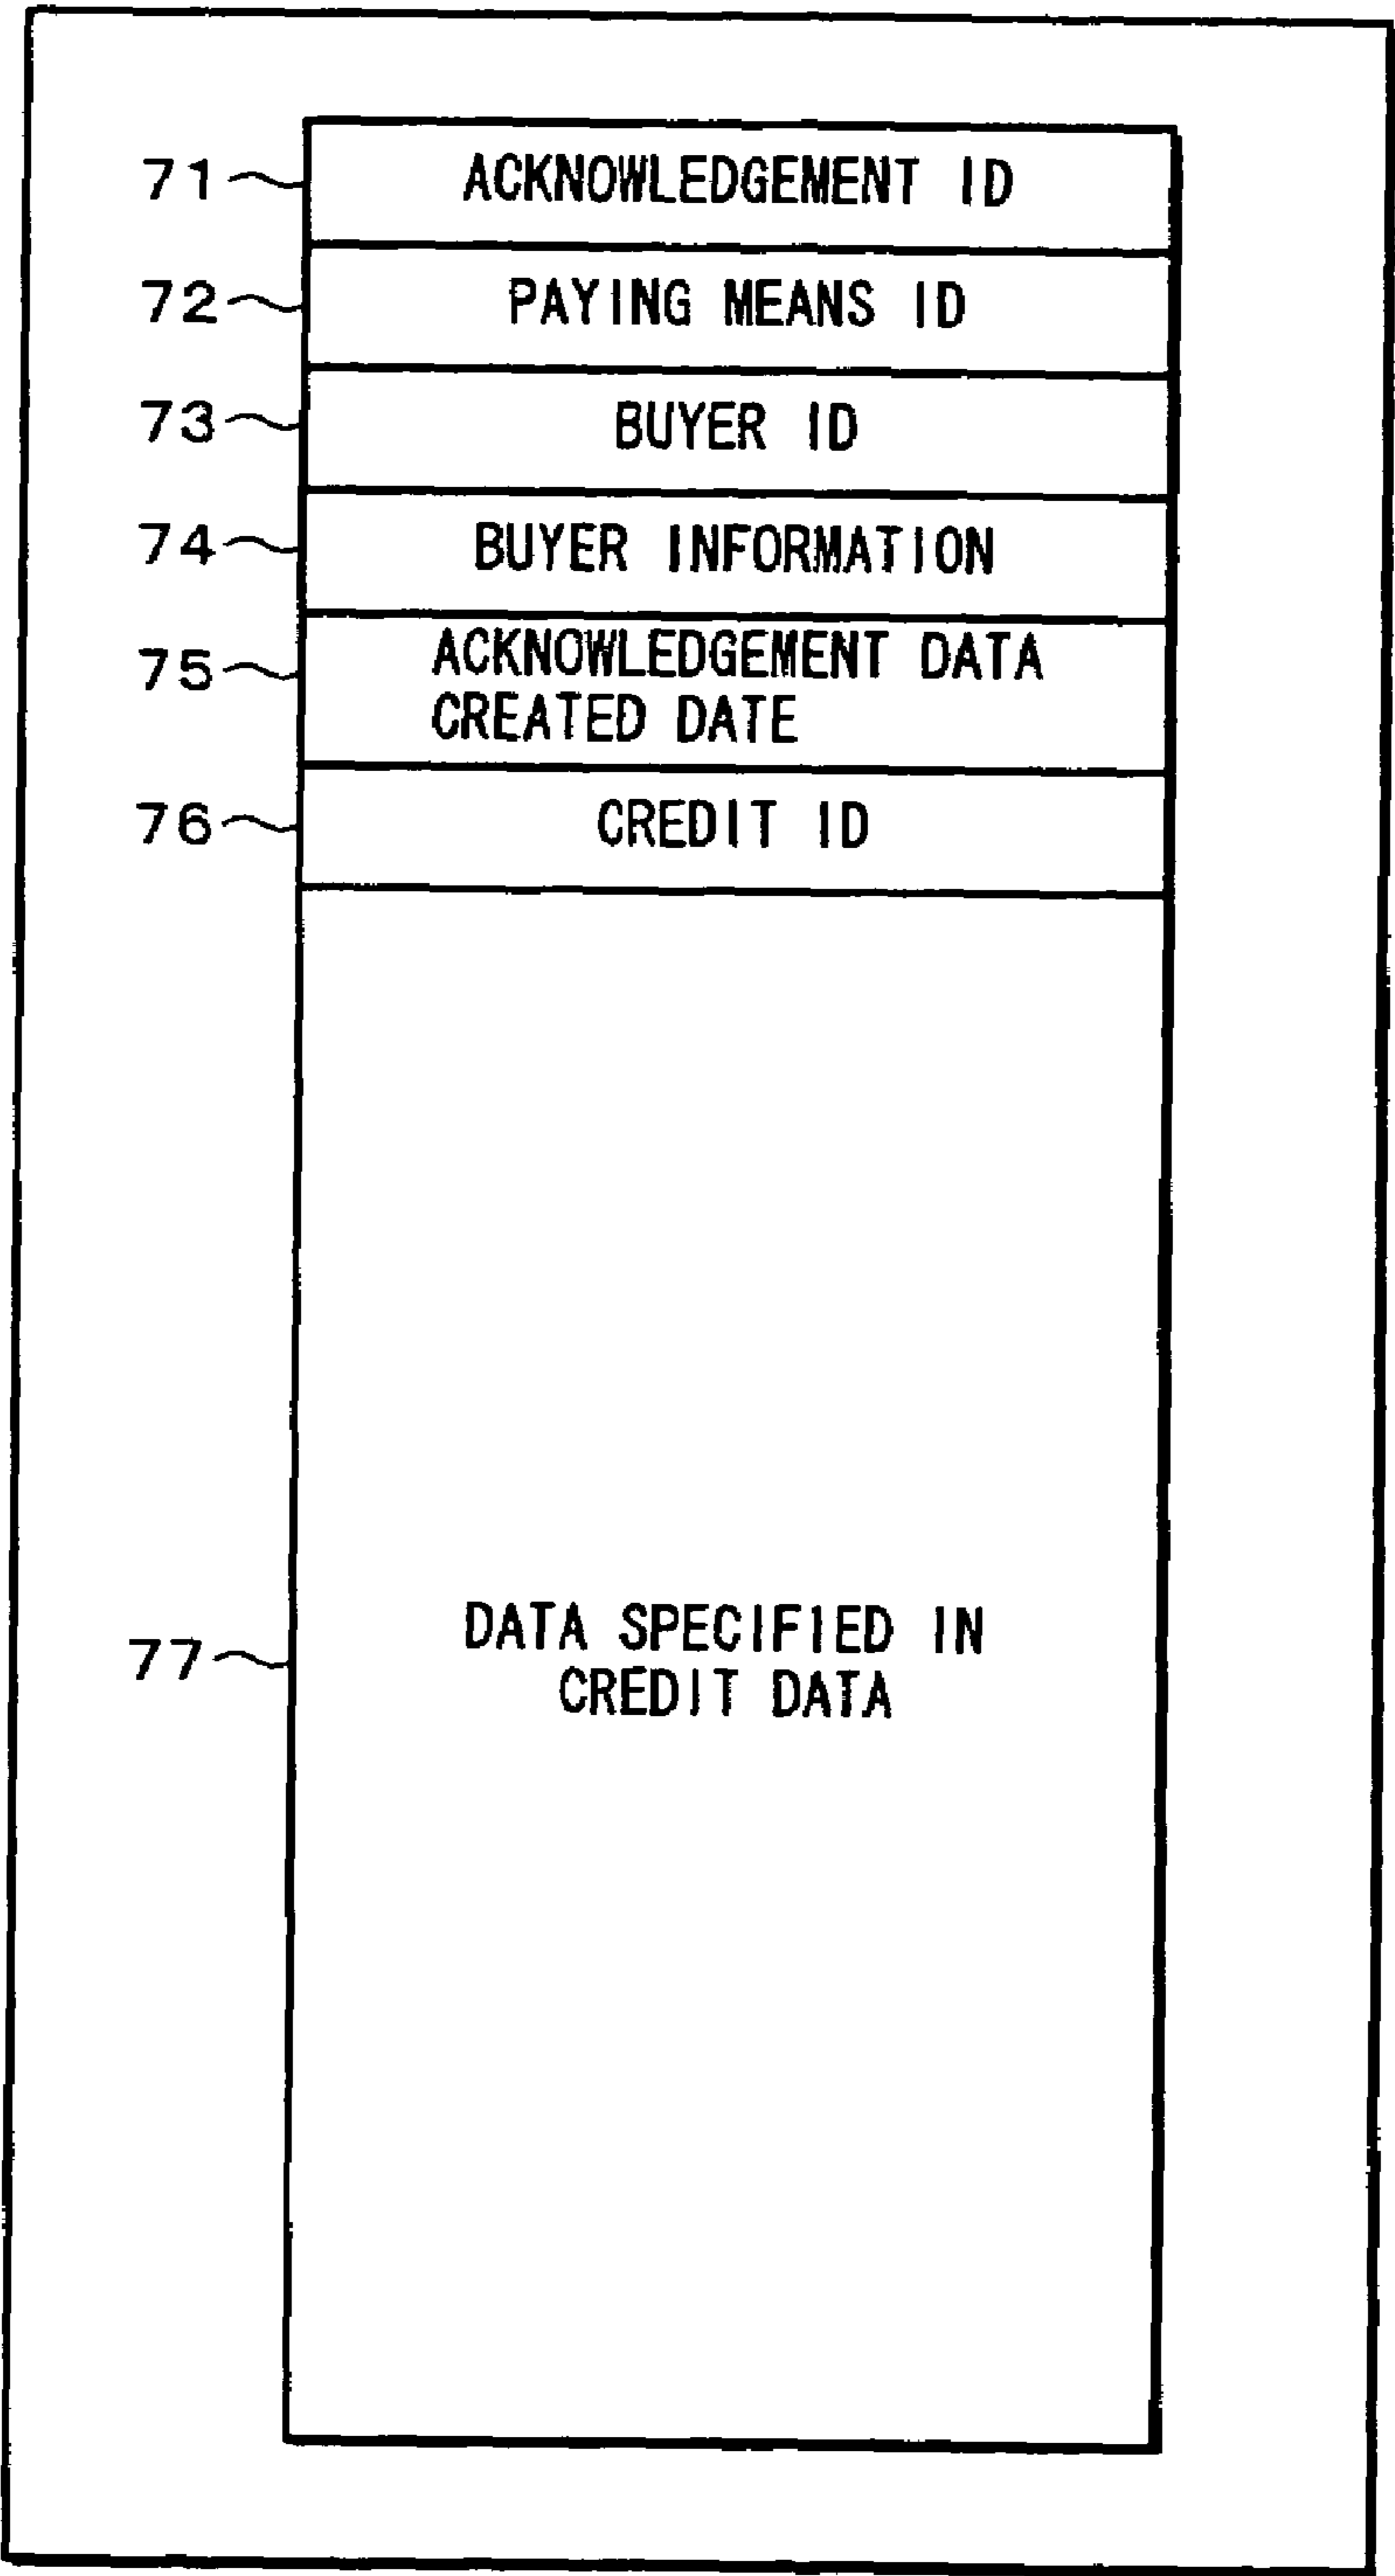 71 ACKNOWLEDGEMENT ID
72 PAYING MEANS ID
73 BUYER ID
74 BUYER INFORMATION
75 ACKNOWLEDGEMENT DATA
CREATED DATE
76 CREDIT ID
77 DATA SPECIFIED IN
CREDIT DATA